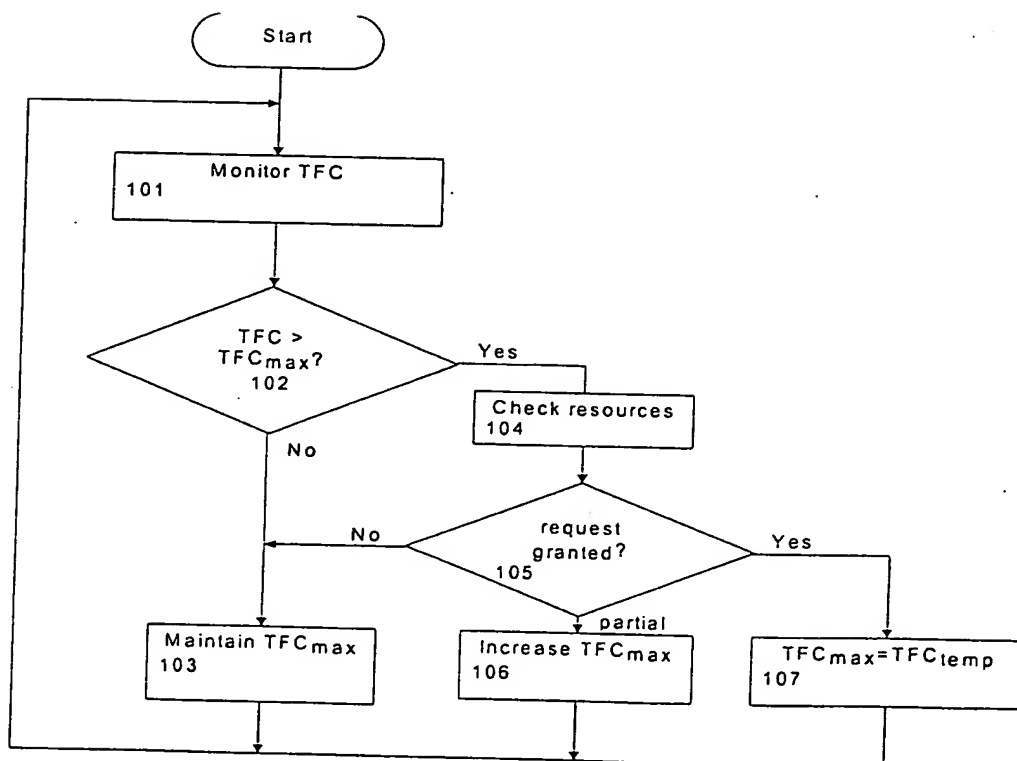 Start
Monitor TFC
101
TFC >
TFCmax?
102
Yes
No
Check resources
104
request
granted?
105
No
Yes
partial
Maintain TFCmax
103
Increase TFCmax
106
TFCmax=TFCtemp
107